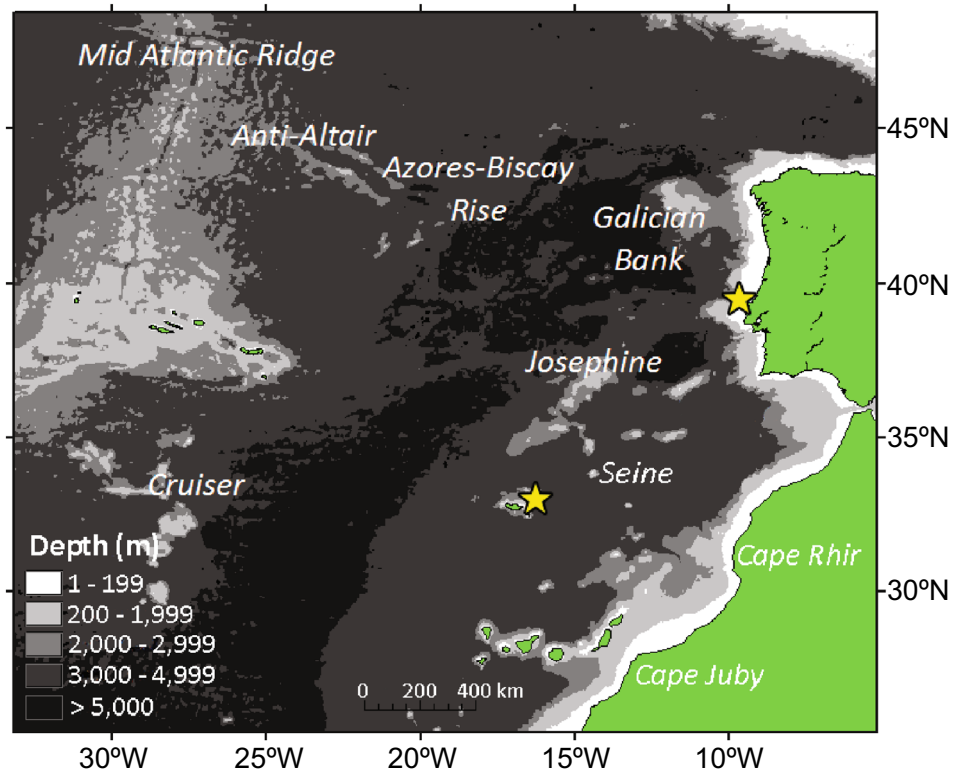 Mid Atlantic Ridge
Anti-Altair
45ºN
Azores-Biscay
Rise
Galician
Bank
40ºN
Josephine
35ºN
Seine
Cruiser
Depth (m)
1 - 199
200 - 1,999
2,000 - 2,999
3,000 - 4,999
> 5,000
Cape Rhir
30ºN
Cape Juby
0 200 400 km
30ºW 25ºW 20ºW 15ºW 10ºW